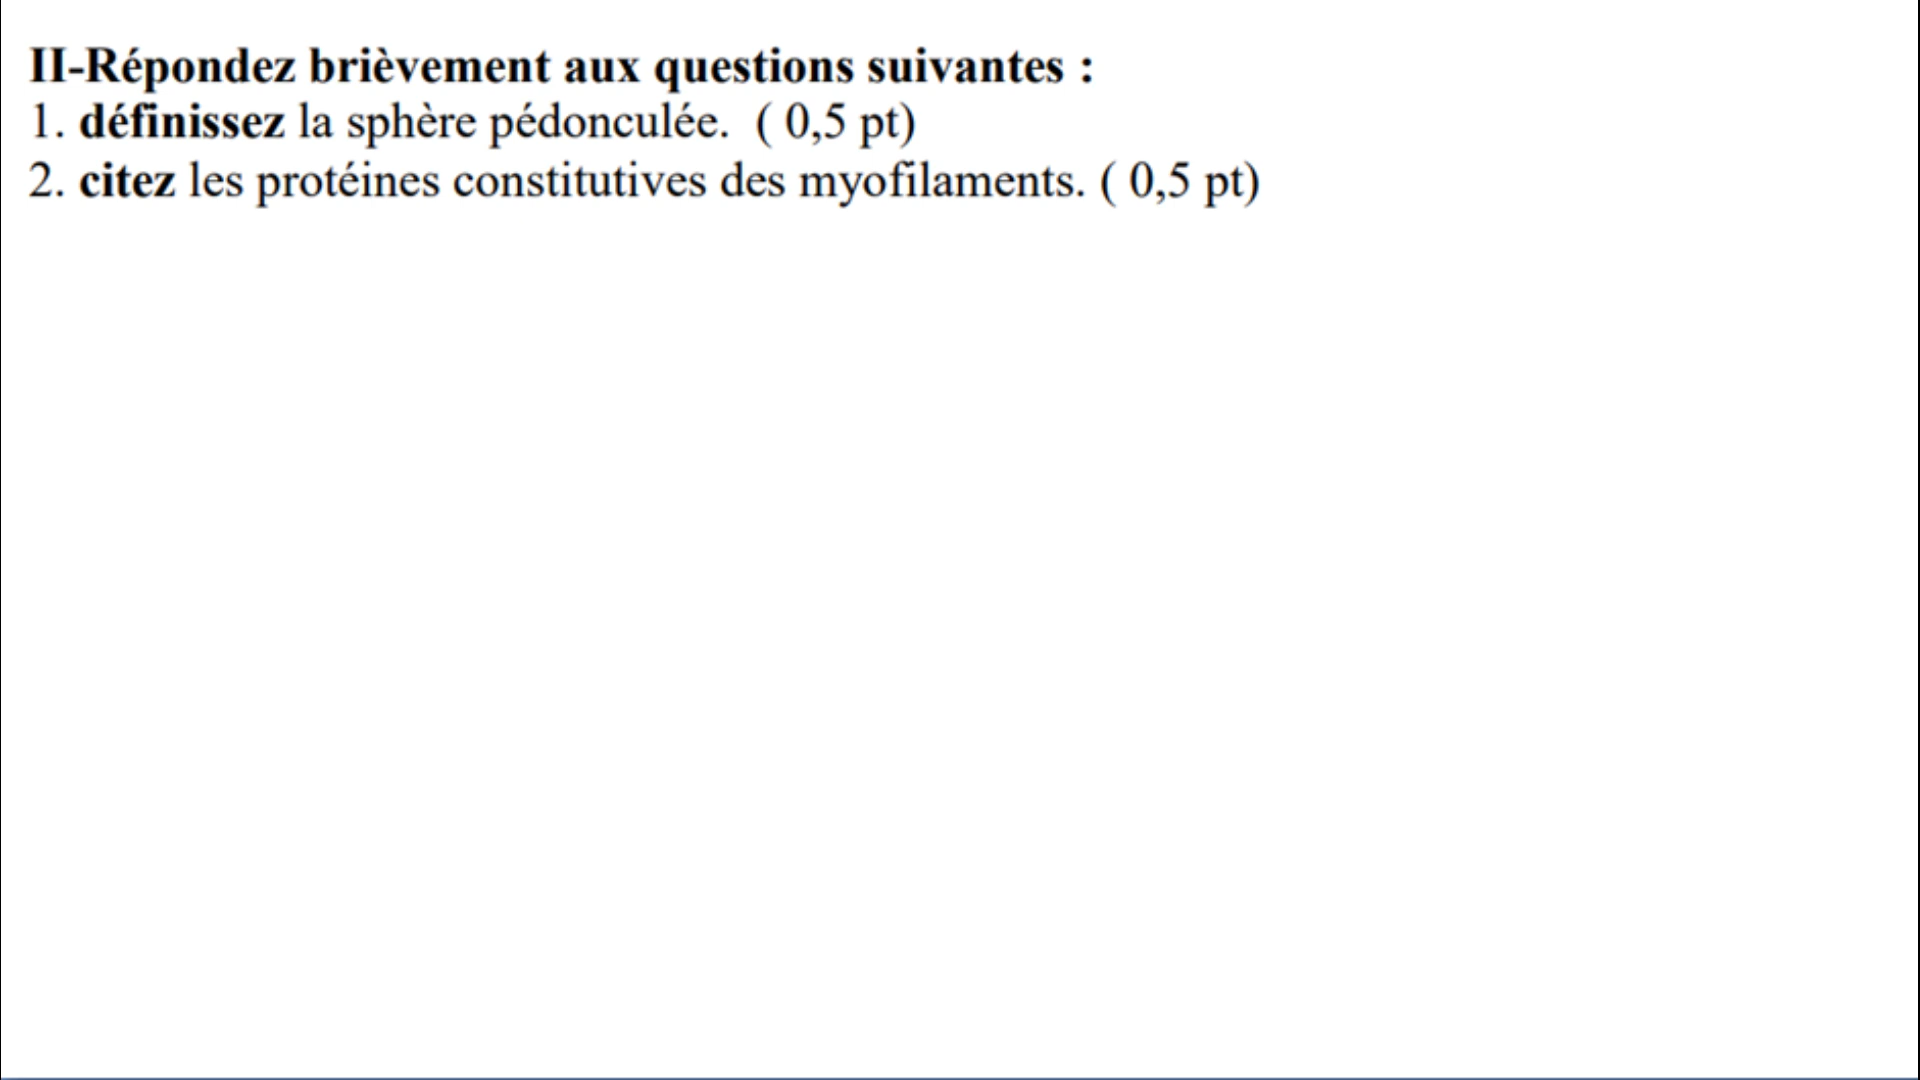 II-Répondez brièvement aux questions suivantes :
1. définissez la sphère pédonculée. ( 0,5 pt)
2. citez les protéines constitutives des myofilaments. ( 0,5 pt)